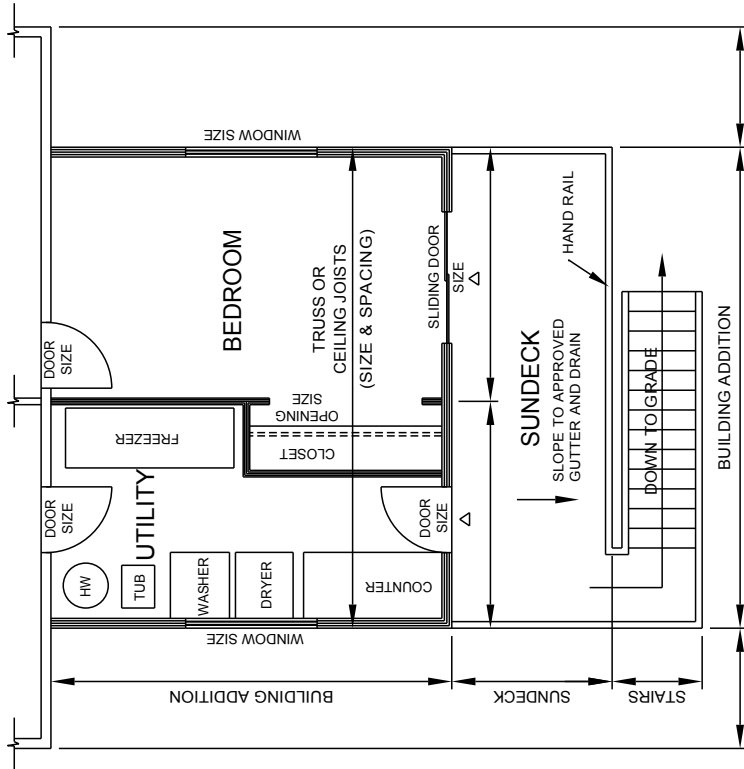 WINDOW SIZE
DOOR
SIZE
BEDROOM
TRUSS OR
CEILING JOISTS
(SIZE & SPACING)
SLIDING DOOR
SIZE
HAND RAIL
OPENING
SIZE
CLOSET
FREEZER
DOOR
SIZE
UTILITY
HW
TUB
WASHER
DRYER
COUNTER
DOOR
SIZE
WINDOW SIZE
SUNDECK
SLOPE TO APPROVED
GUTTER AND DRAIN
DOWN TO GRADE
BUILDING ADDITION
BUILDING ADDITION
SUNDECK
STAIRS